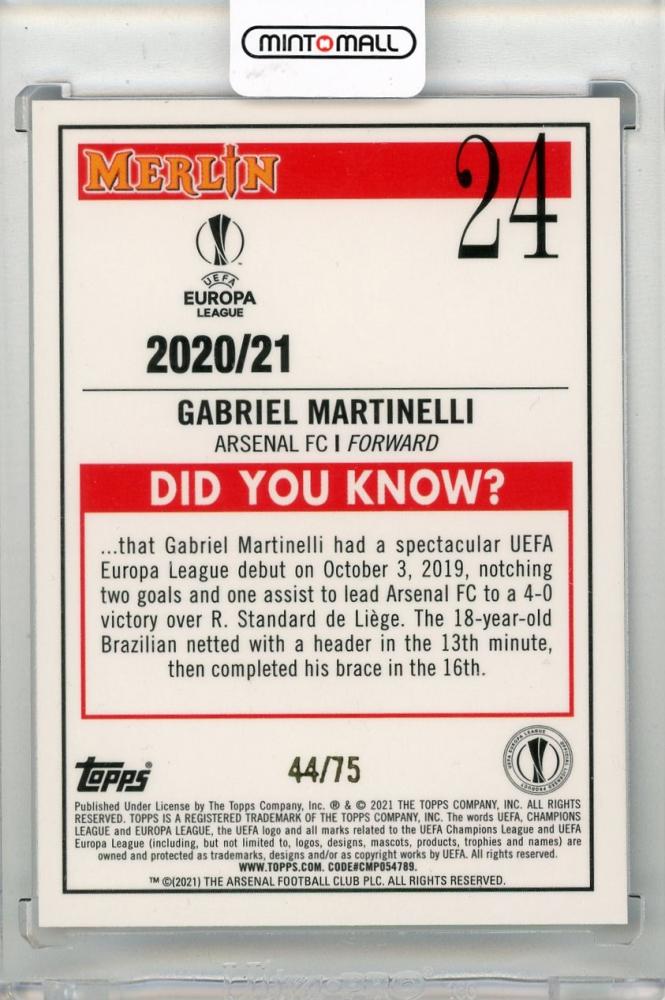 MINT MALL
MERLIN
24
UEFA
EUROPA
LEAGUE
2020/21
GABRIEL MARTINELLI
ARSENAL FC | FORWARD
DID YOU KNOW?
...that Gabriel Martinelli had a spectacular UEFA
Europa League debut on October 3, 2019, notching
two goals and one assist to lead Arsenal FC to a 4-0
victory over R. Standard de Liège. The 18-year-old
Brazilian netted with a header in the 13th minute,
then completed his brace in the 16th.
topps
44/75
UEFA EUROPA LEAGUE
OFFICIAL LICENSED PRODUCT
Published Under License by The Topps Company, Inc. ® & © 2021 THE TOPPS COMPANY, INC. ALL RIGHTS
RESERVED. TOPPS IS A REGISTERED TRADEMARK OF THE TOPPS COMPANY, INC. The words UEFA, CHAMPIONS
LEAGUE and EUROPA LEAGUE, the UEFA logo and all marks related to the UEFA Champions League and UEFA
Europa League (including, but not limited to, logos, designs, mascots, products, trophies and names) are
owned and protected as trademarks, designs and/or as copyright works by UEFA. All rights reserved.
WWW.TOPPS.COM. CODE#CMP054789.
™ ©(2021) THE ARSENAL FOOTBALL CLUB PLC. ALL RIGHTS RESERVED.